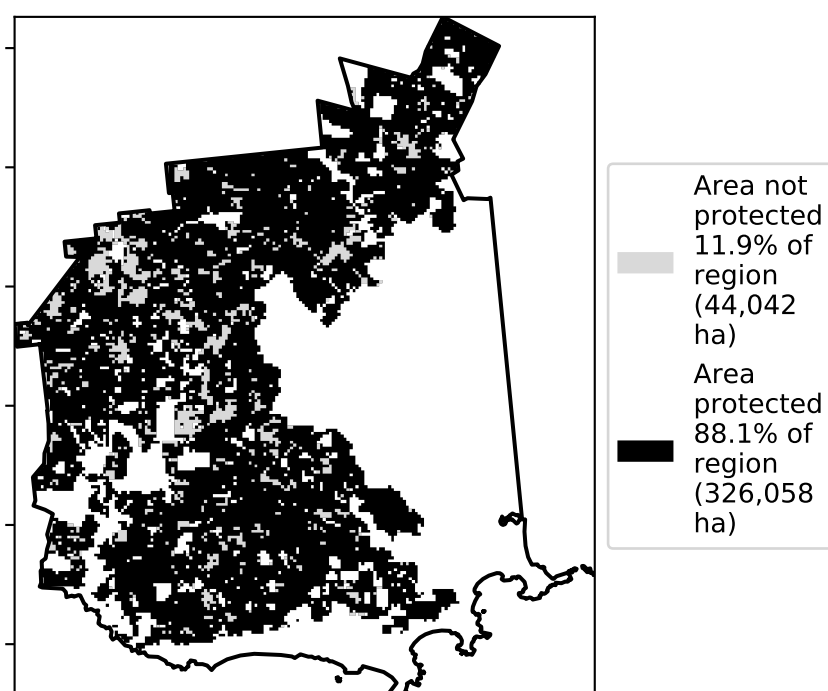 Area not
protected
11.9% of
region
(44,042
ha)
Area
protected
88.1% of
region
(326,058
ha)